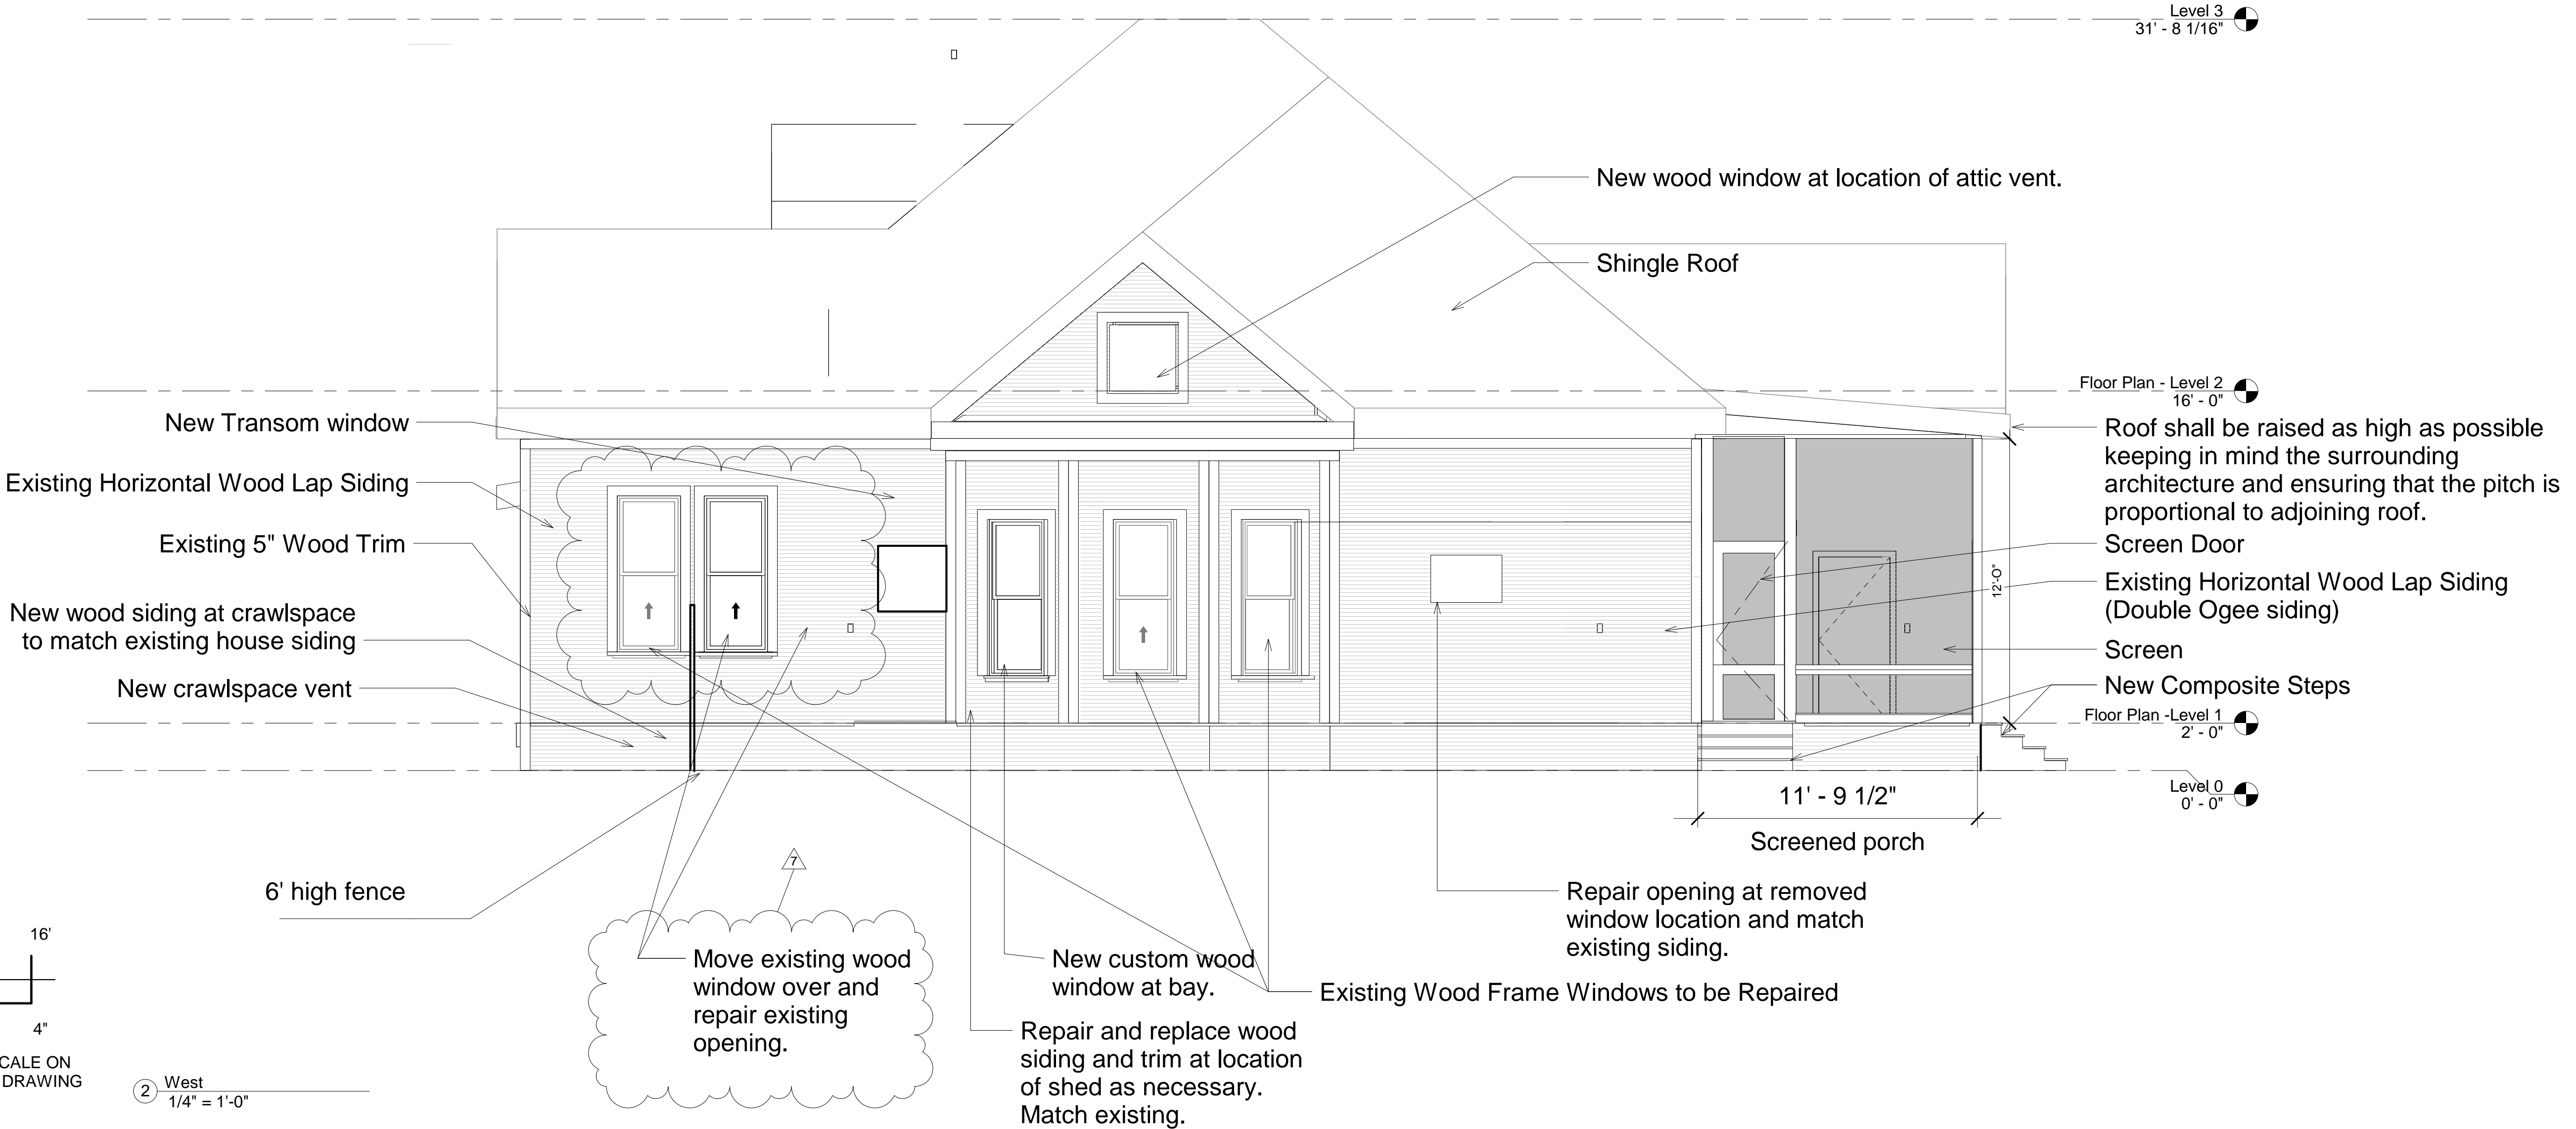 Level 3
31' - 8 1/16"
New wood window at location of attic vent.
Shingle Roof
Floor Plan - Level 2
16' - 0"
New Transom window
Existing Horizontal Wood Lap Siding
Existing 5" Wood Trim
New wood siding at crawlspace
to match existing house siding
New crawlspace vent
Roof shall be raised as high as possible
keeping in mind the surrounding
architecture and ensuring that the pitch is
proportional to adjoining roof.
Screen Door
12'-O"
Existing Horizontal Wood Lap Siding
(Double Ogee siding)
Screen
New Composite Steps
Floor Plan -Level 1
2' - 0"
Level 0
0' - 0"
11' - 9 1/2"
Screened porch
7
6' high fence
Repair opening at removed
window location and match
existing siding.
Move existing wood
window over and
repair existing
opening.
New custom wood
window at bay.
Existing Wood Frame Windows to be Repaired
Repair and replace wood
siding and trim at location
of shed as necessary.
Match existing.
16'
4"
CALE ON
DRAWING
2
West
1/4" = 1'-0"